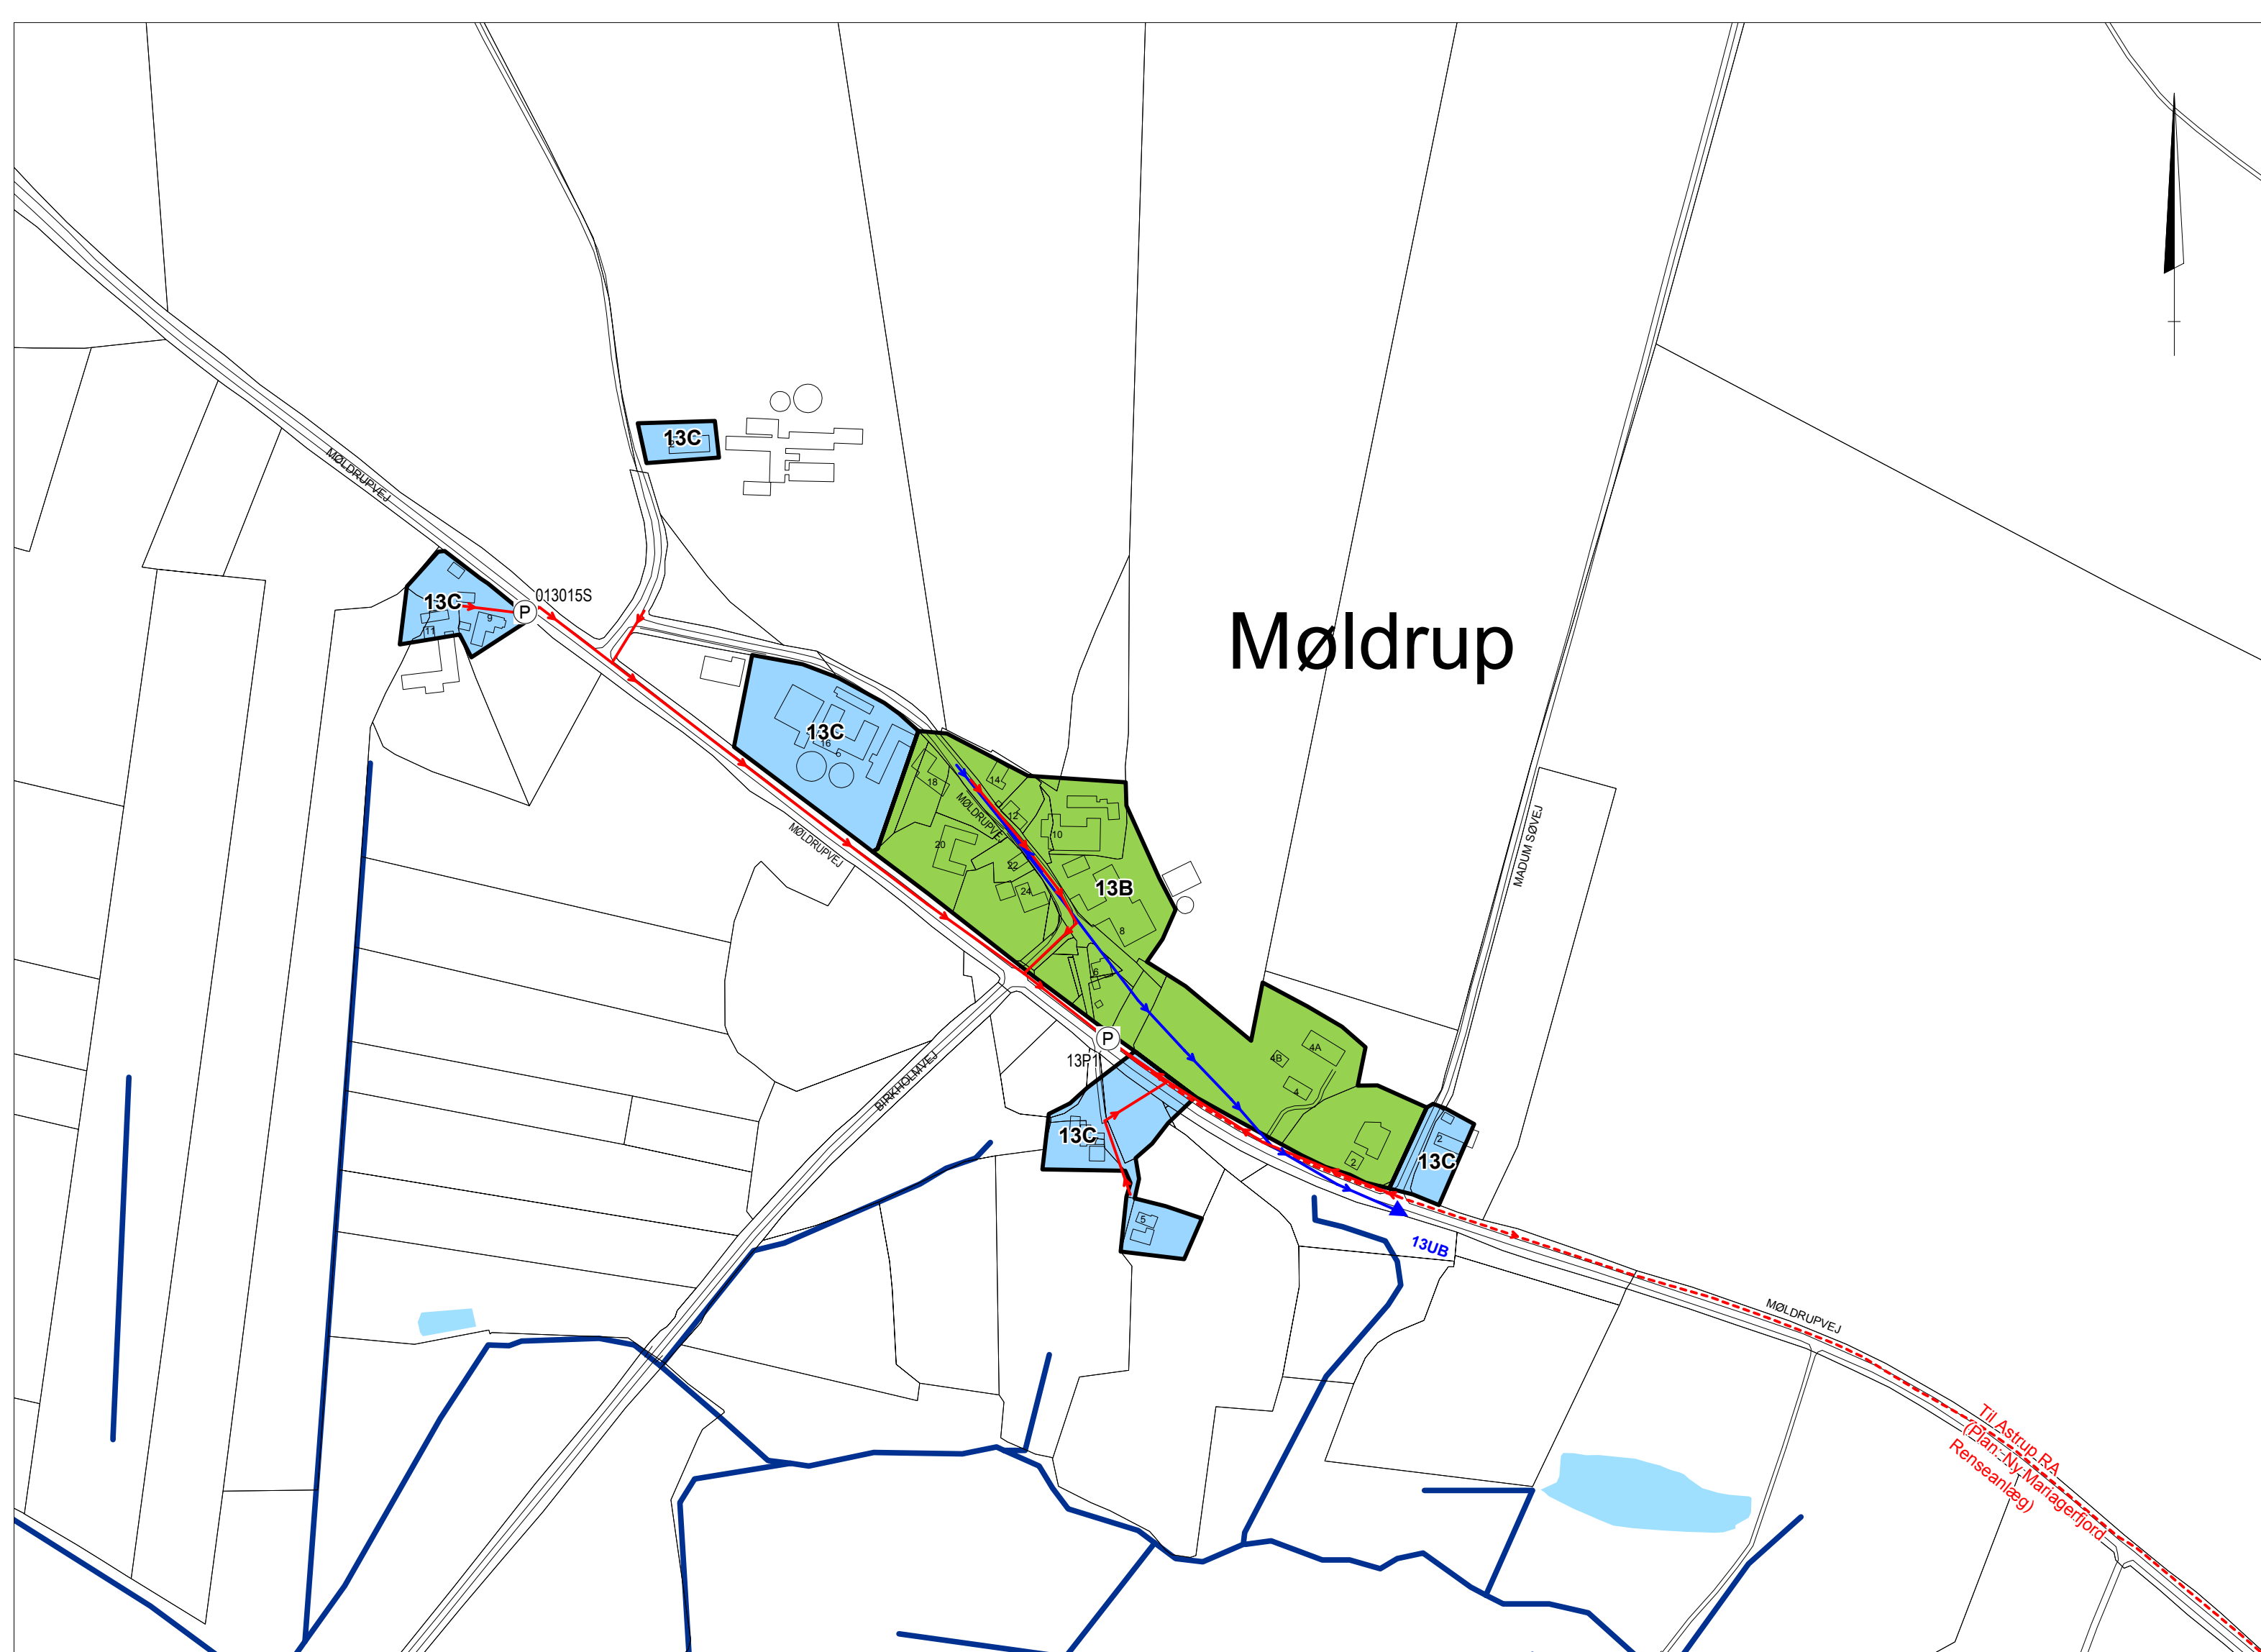 13C
MØLDRUPVEJ
013015S
P
13C
9
11
Møldrup
13C
16
MØLDRUPVEJ
18
14
MØLDRUPVEJ
12
10
20
22
24
13B
8
6
MADUM SØVEJ
P
13P1
BIRKHOLMVEJ
4A
4B
4
13C
2
2
13C
5
13UB
MØLDRUPVEJ
Til Astrup RA
(Plan: Ny Mariagerfjord
Renseanlæg)